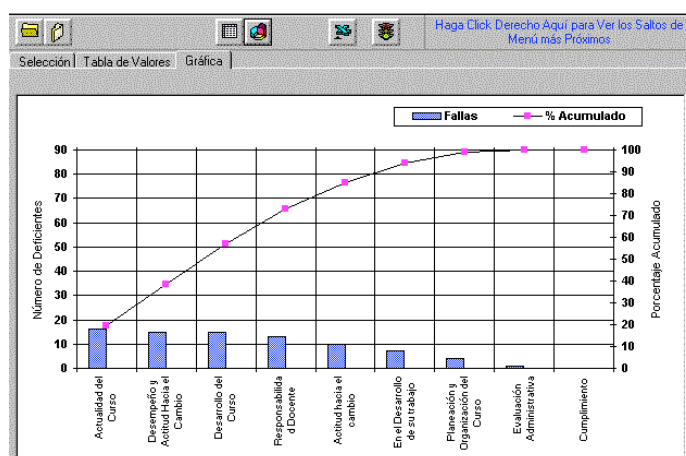 Haga Click Derecho Aquí para Ver los Saltos de
Menú más Próximos
Selección
Tabla de Valores
Gráfica
Fallas
% Acumulado
Número de Deficientes
90
80
70
60
50
40
30
20
10
0
100
90
80
70
60
50
40
30
20
10
0
Porcentaje Acumulado
Actualidad del
Curso
Desempeño y
Actitud Hacia el
Cambio
Desarrollo del
Curso
Responsabilida
d Docente
Actitud hacia el
cambio
En el Desarrollo
de su trabajo
Planeación y
Organización del
Curso
Evaluación
Administrativa
Cumplimiento